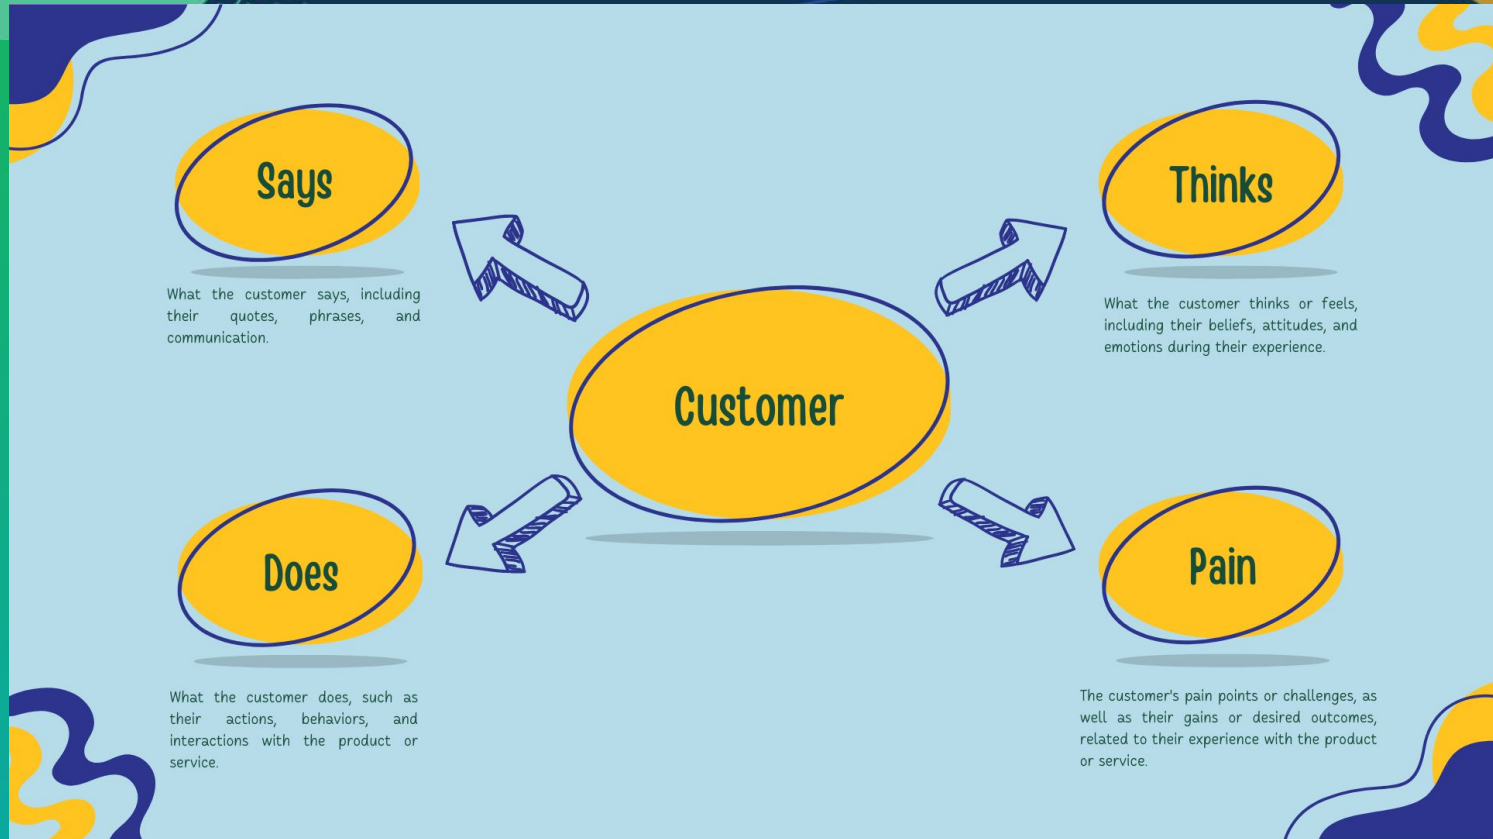 Says
What the customer says, including
their quotes, phrases, and
communication.
Thinks
What the customer thinks or feels,
including their beliefs, attitudes, and
emotions during their experience.
Customer
Does
What the customer does, such as
their actions, behaviors, and
interactions with the product or
service.
Pain
The customer's pain points or challenges, as
well as their gains or desired outcomes,
related to their experience with the product
or service.